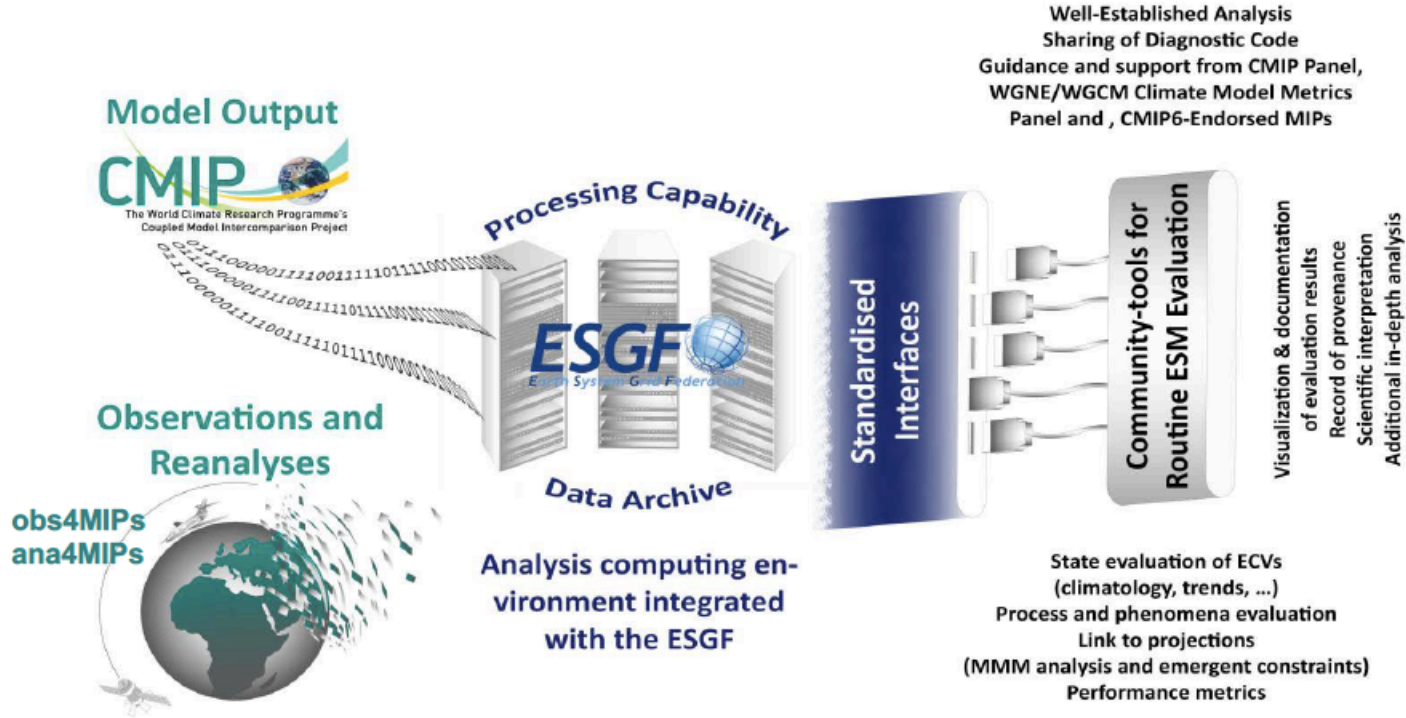 Well-Established Analysis
Sharing of Diagnostic Code
Guidance and support from CMIP Panel,
WGNE/WGCM Climate Model Metrics
Panel and , CMIP6-Endorsed MIPs
Model Output
CMIP
The World Climate Research Programme's
Coupled Model Intercomparison Project
Observations and
Reanalyses
obs4MIPs
ana4MIPs
Processing Capability
ESGF
Earth System Grid Federation
Data Archive
Analysis computing en-
vironment integrated
with the ESGF
Standardised
Interfaces
Community-tools for
Routine ESM Evaluation
Visualization & documentation
of evaluation results
Record of provenance
Scientific interpretation
Additional in-depth analysis
State evaluation of ECVs
(climatology, trends, ...)
Process and phenomena evaluation
Link to projections
(MMM analysis and emergent constraints)
Performance metrics